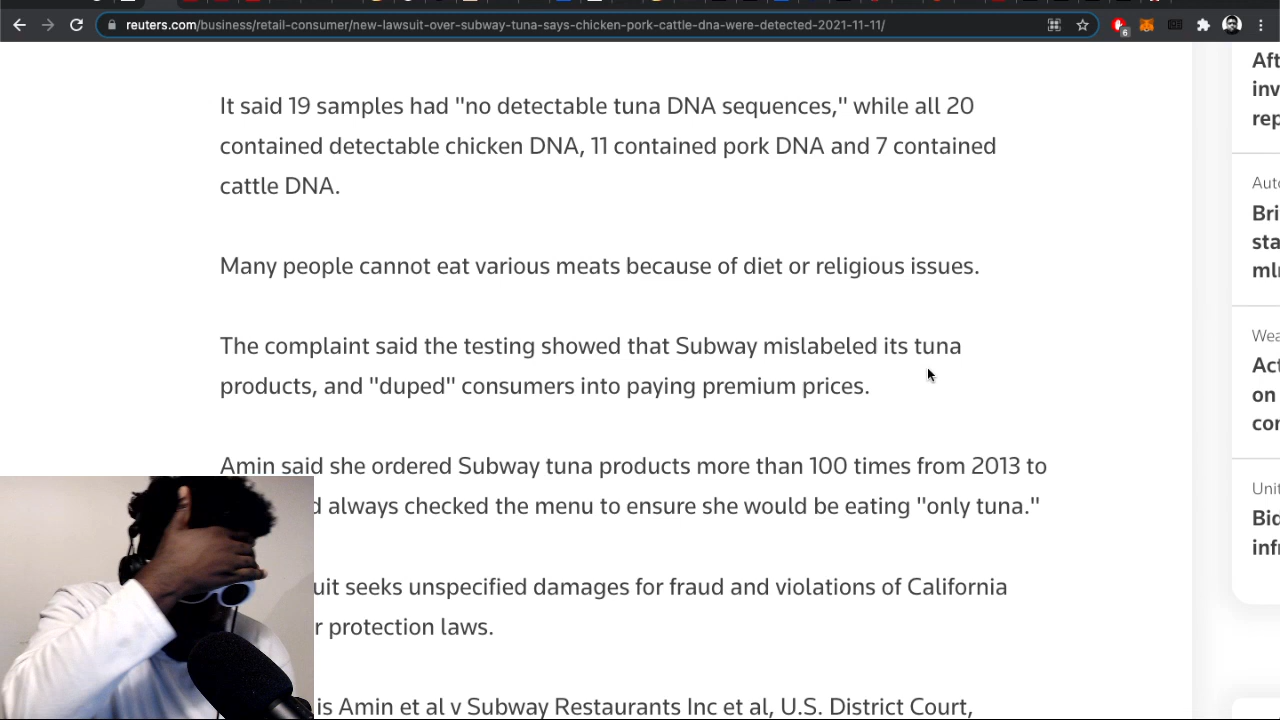 reuters.com/business/retail-consumer/new-lawsuit-over-subway-tuna-says-chicken-pork-cattle-dna-were-detected-2021-11-11/
6
It said 19 samples had "no detectable tuna DNA sequences," while all 20
contained detectable chicken DNA, 11 contained pork DNA and 7 contained
cattle DNA.
Many people cannot eat various meats because of diet or religious issues.
The complaint said the testing showed that Subway mislabeled its tuna
products, and "duped" consumers into paying premium prices.
Amin said she ordered Subway tuna products more than 100 times from 2013 to
d always checked the menu to ensure she would be eating "only tuna."
uit seeks unspecified damages for fraud and violations of California
r protection laws.
is Amin et al v Subway Restaurants Inc et al, U.S. District Court,
Aft
inv
rep
Auto
Bri
sta
mln
Wea
Act
on
cor
Unit
Bid
infr